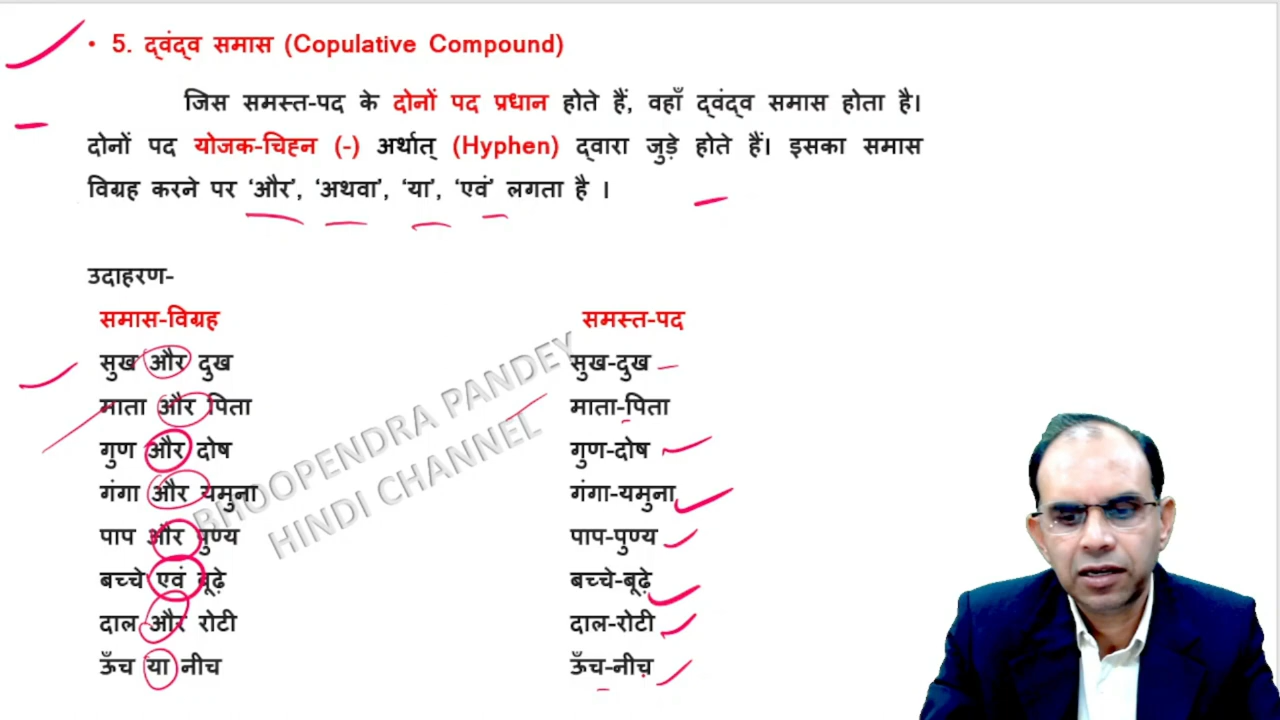 • 5. द्वंद्व समास (Copulative Compound)
जिस समस्त-पद के दोनों पद प्रधान होते हैं, वहाँ द्वंद्व समास होता है।
दोनों पद योजक-चिह्न (-) अर्थात् (Hyphen) द्वारा जुड़े होते हैं। इसका समास
विग्रह करने पर ‘और’, ‘अथवा’, ‘या’, ‘एवं’ लगता है ।
उदाहरण-
समास-विग्रह समस्त-पद
सुख और दुख सुख-दुख
माता और पिता माता-पिता
गुण और दोष गुण-दोष
गंगा और यमुना गंगा-यमुना
पाप और पुण्य पाप-पुण्य
बच्चे एवं बूढ़े बच्चे-बूढ़े
दाल और रोटी दाल-रोटी
ऊँच या नीच ऊँच-नीच
BHOOPENDRA PANDEY
HINDI CHANNEL